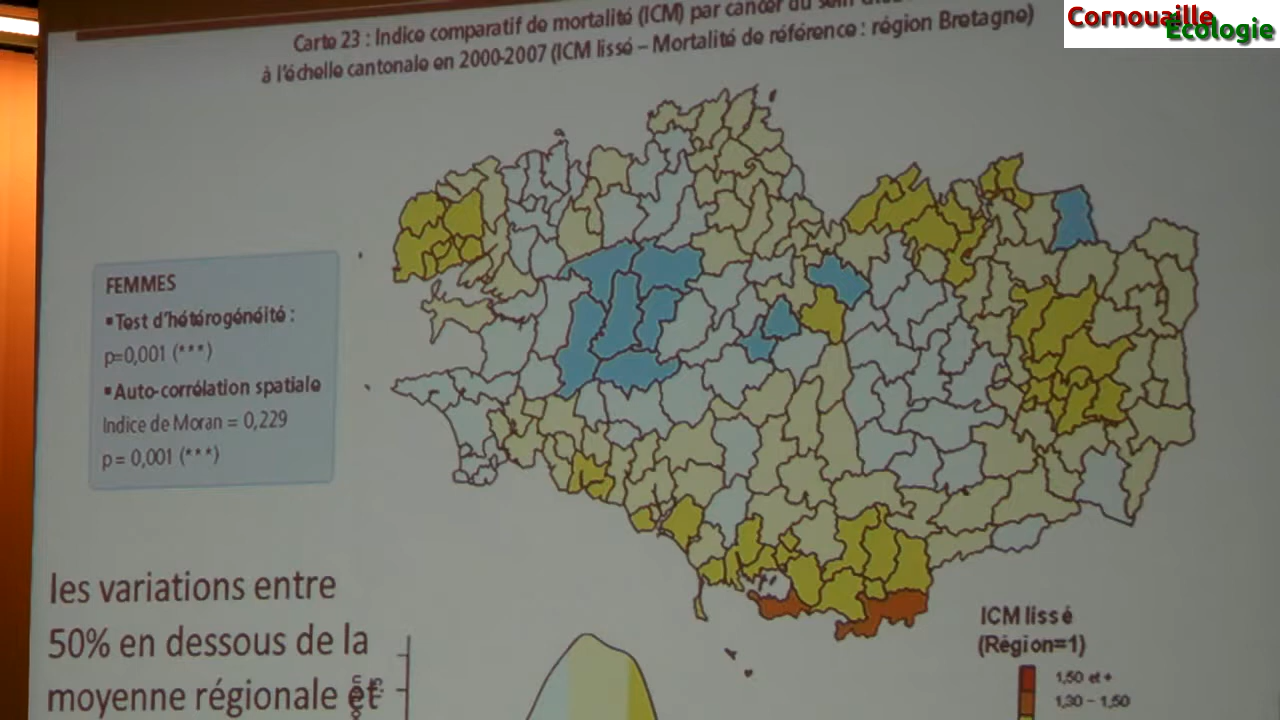 Cornouaille
Écologie
Carte 23 : Indice comparatif de mortalité (ICM) par cancer du sein
à l'échelle cantonale en 2000-2007 (ICM lissé – Mortalité de référence : région Bretagne)
FEMMES
▪Test d'hétérogénéité :
p=0,001 (***)
▪Auto-corrélation spatiale
Indice de Moran = 0,229
p= 0,001 (***)
les variations entre
50% en dessous de la
moyenne régionale et
ICM lissé
(Région=1)
1,50 et +
1,30 – 1,50